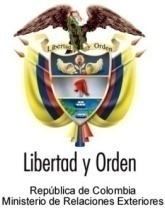 Libertad y Orden
Libertad y Orden
República de Colombia
Ministerio de Relaciones Exteriores